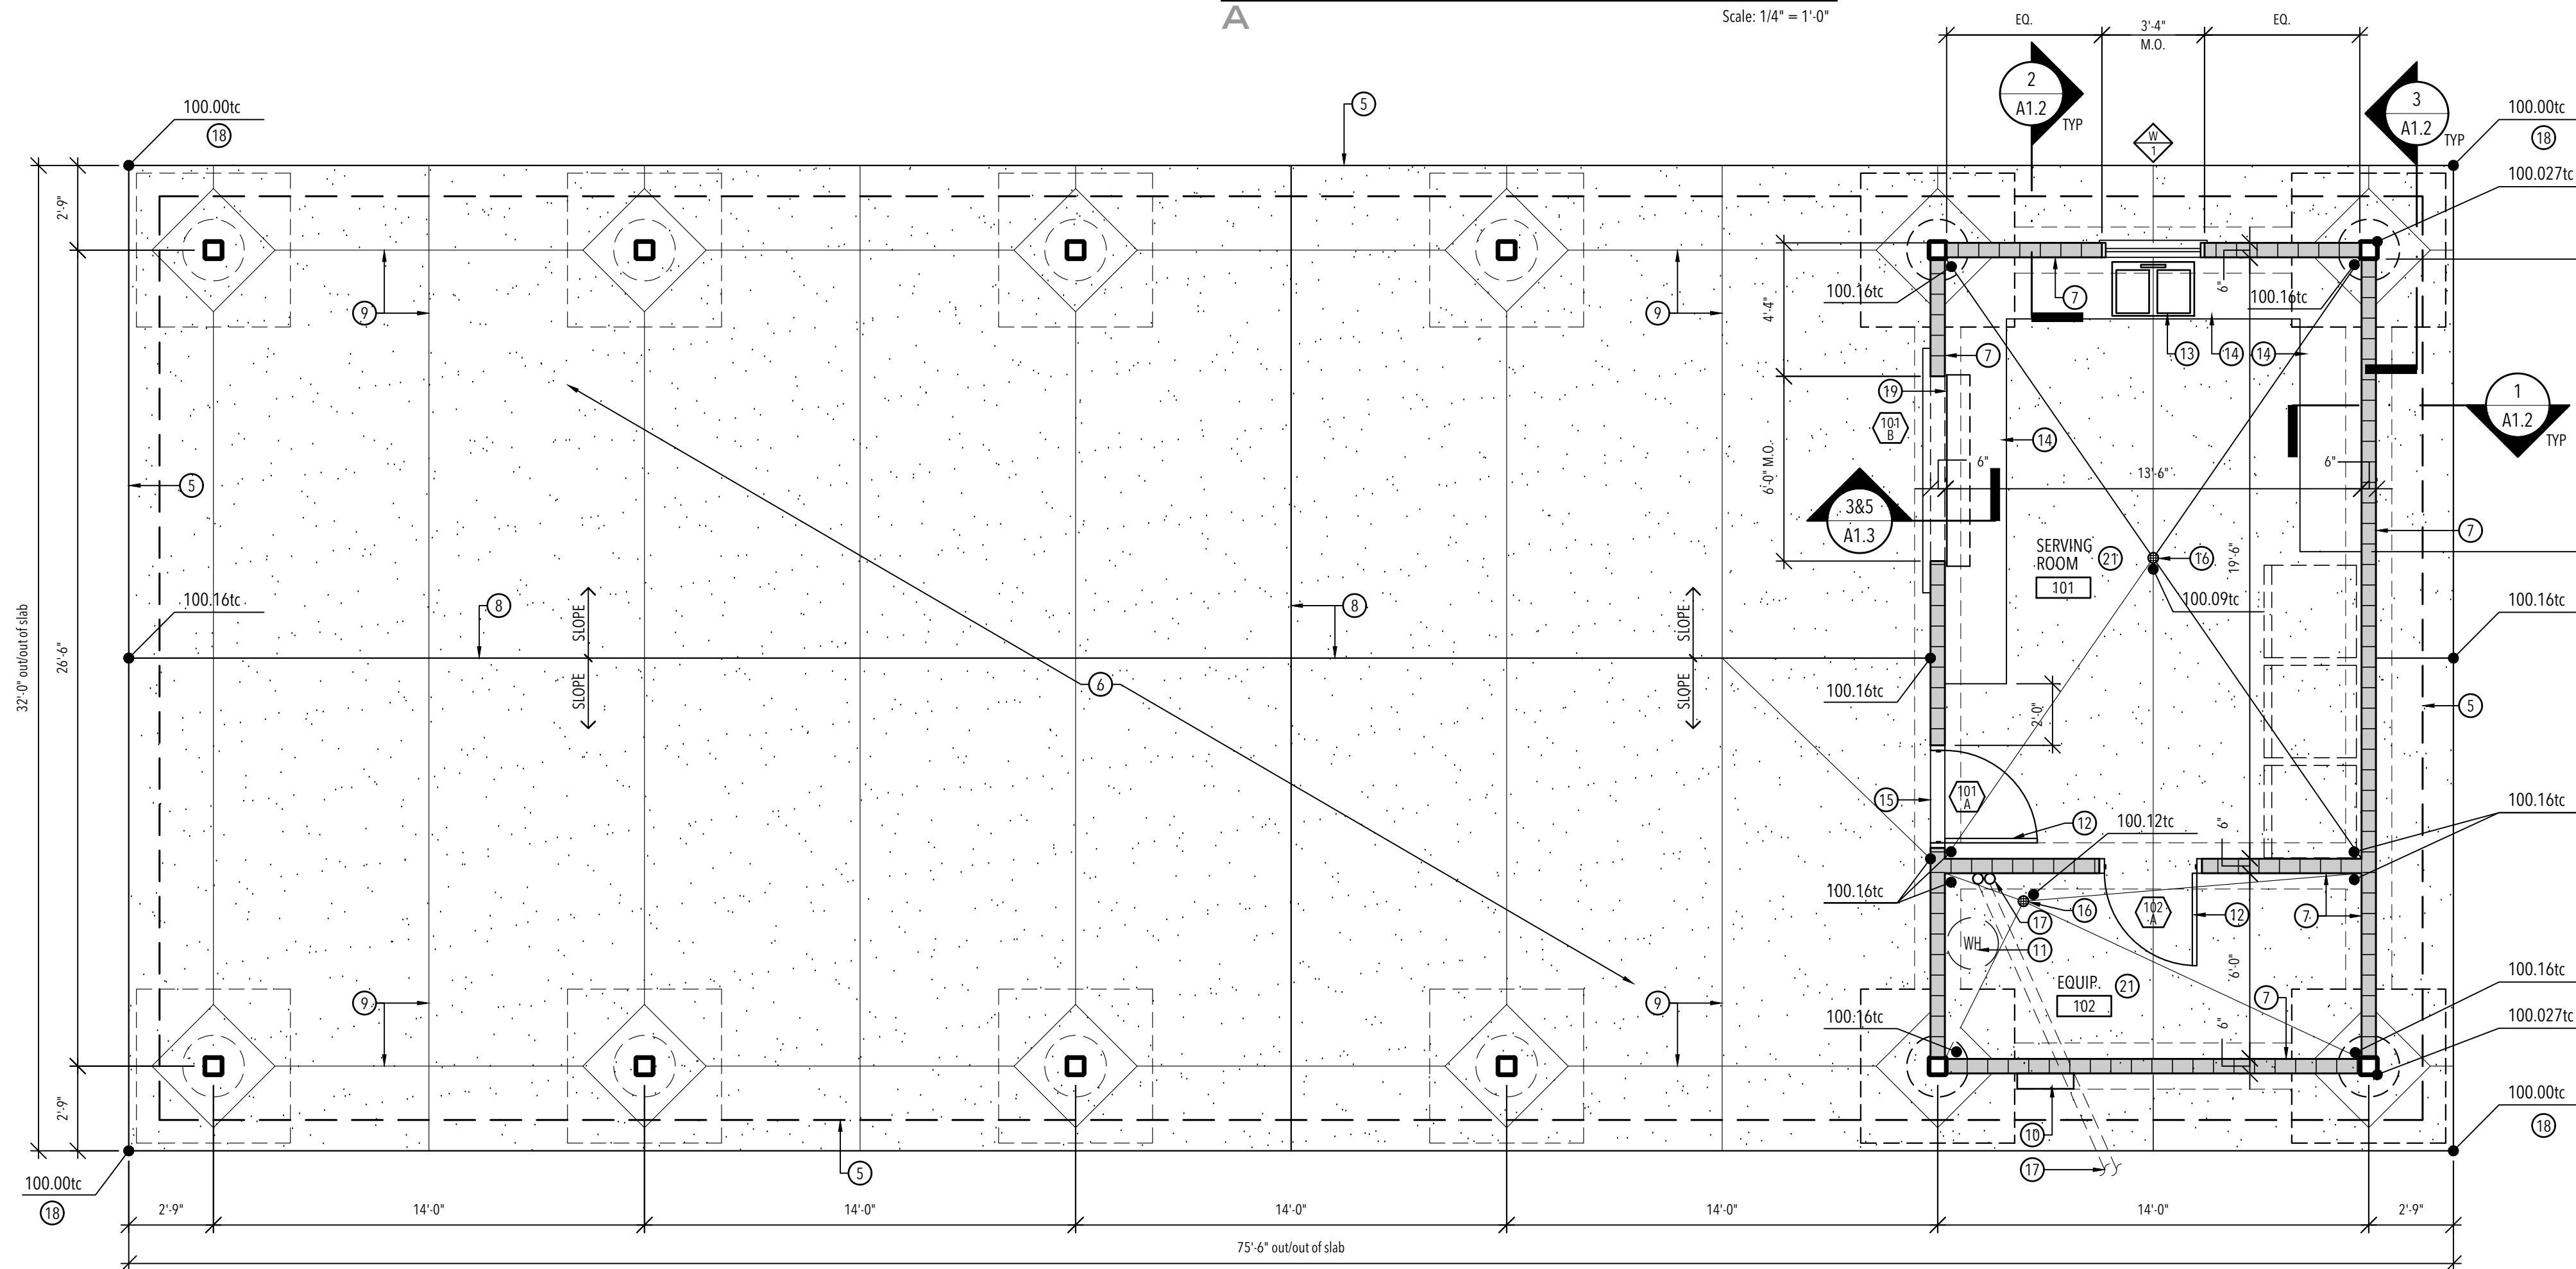 A
Scale: 1/4" = 1'-0"
EQ.
3'-4"
M.O.
EQ.
2
A1.2
TYP
3
A1.2
TYP
W
1
5
100.00tc
18
100.00tc
18
100.027tc
2'-9"
9
9
100.16tc
7
6"
100.16tc
4'-4"
7
13
14
14
19
101
B
1
A1.2
TYP
14
6"
6"
13'-6"
6'-0" M.O.
3&5
A1.3
5
7
SERVING
ROOM
21
101
16
19'-6"
100.09tc
100.16tc
8
SLOPE
8
SLOPE
100.16tc
32'-0" out/out of slab
26'-6"
SLOPE
6
SLOPE
100.16tc
2'-0"
5
15
101
A
12
100.12tc
6"
100.16tc
100.16tc
16
17
102
A
12
7
WH
11
6'-0"
EQUIP.
21
102
7
100.16tc
9
9
100.16tc
6"
100.027tc
2'-9"
10
17
100.00tc
18
5
100.00tc
18
2'-9"
14'-0"
14'-0"
14'-0"
14'-0"
14'-0"
2'-9"
75'-6" out/out of slab